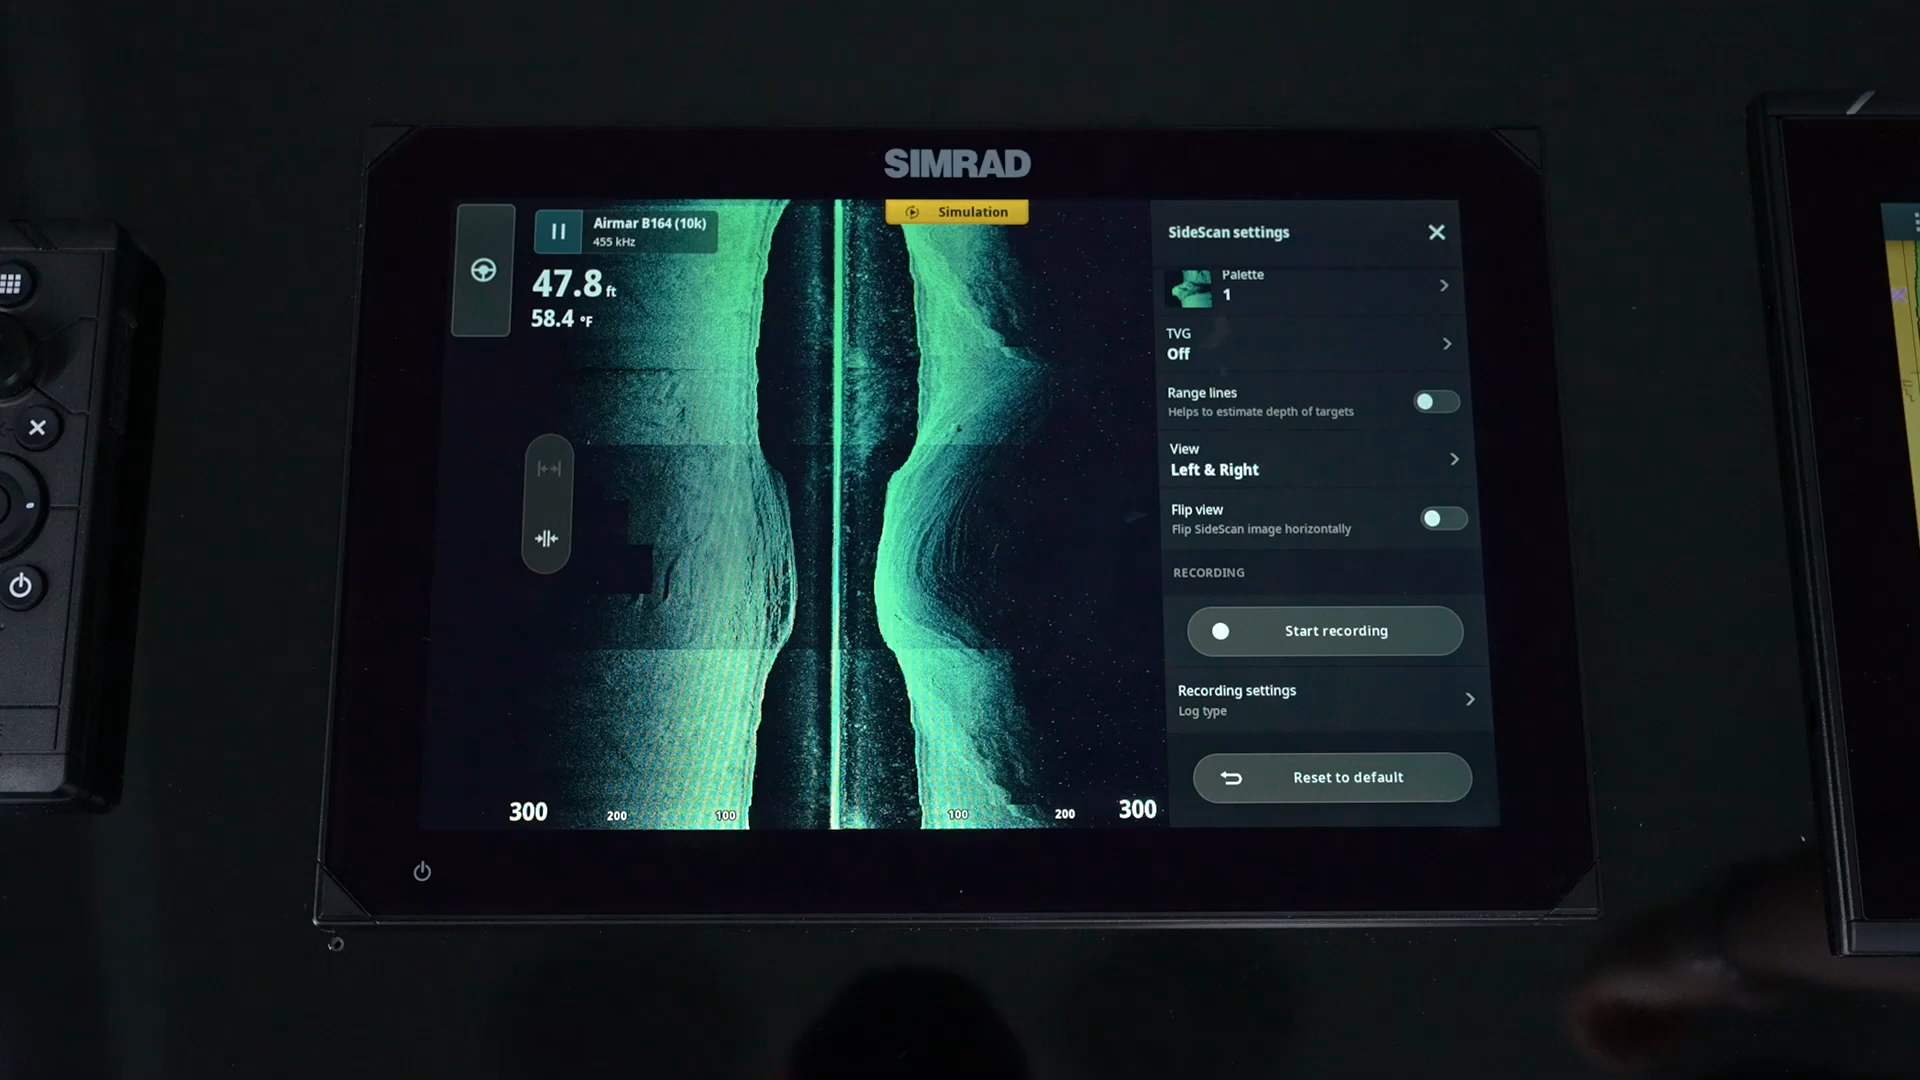 SIMRAD
Simulation
Airmar B164 (10k)
455 kHz
47.8 ft
58.4 °F
300
200
100
100
200
300
SideScan settings
Palette
1
TVG
Off
Range lines
Helps to estimate depth of targets
View
Left & Right
Flip view
Flip SideScan image horizontally
RECORDING
Start recording
Recording settings
Log type
Reset to default